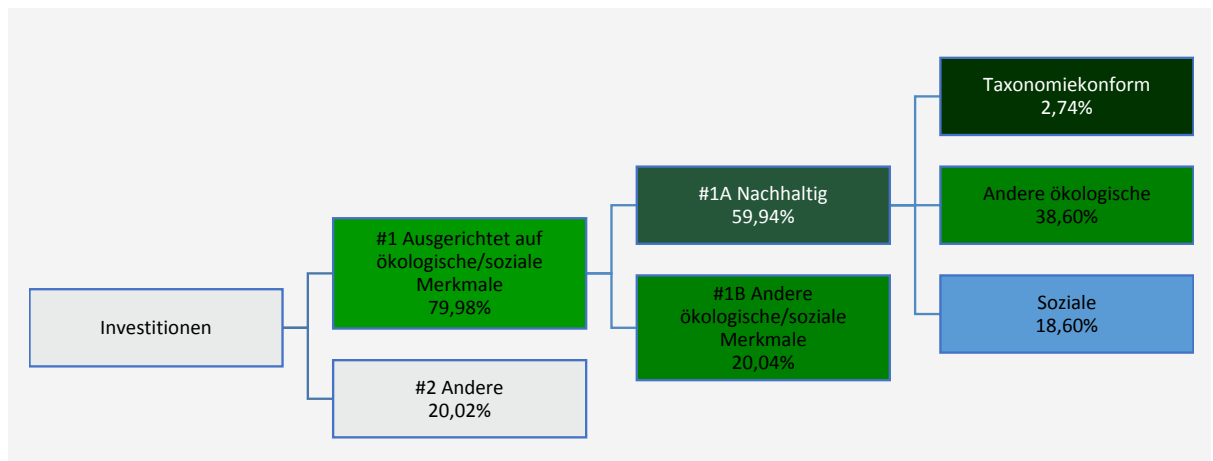 Investitionen
#1 Ausgerichtet auf
ökologische/soziale
Merkmale
79,98%
#2 Andere
20,02%
#1A Nachhaltig
59,94%
#1B Andere
ökologische/soziale
Merkmale
20,04%
Taxonomiekonform
2,74%
Andere ökologische
38,60%
Soziale
18,60%